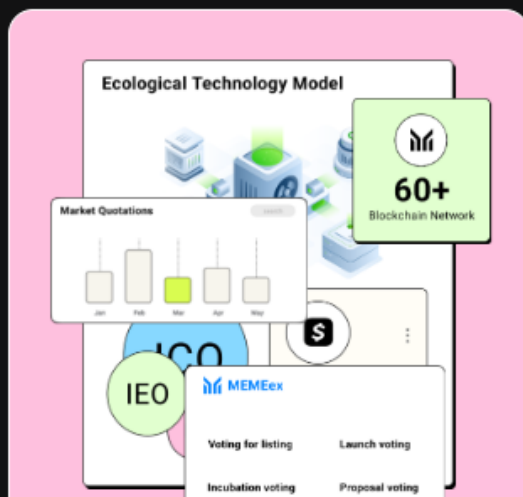 Ecological Technology Model
60+
Blockchain Network
Market Quotations
Jan Feb Mar Apr May
ICO
IEO
MEMEex
Voting for listing Launch voting
Incubation voting Proposal voting